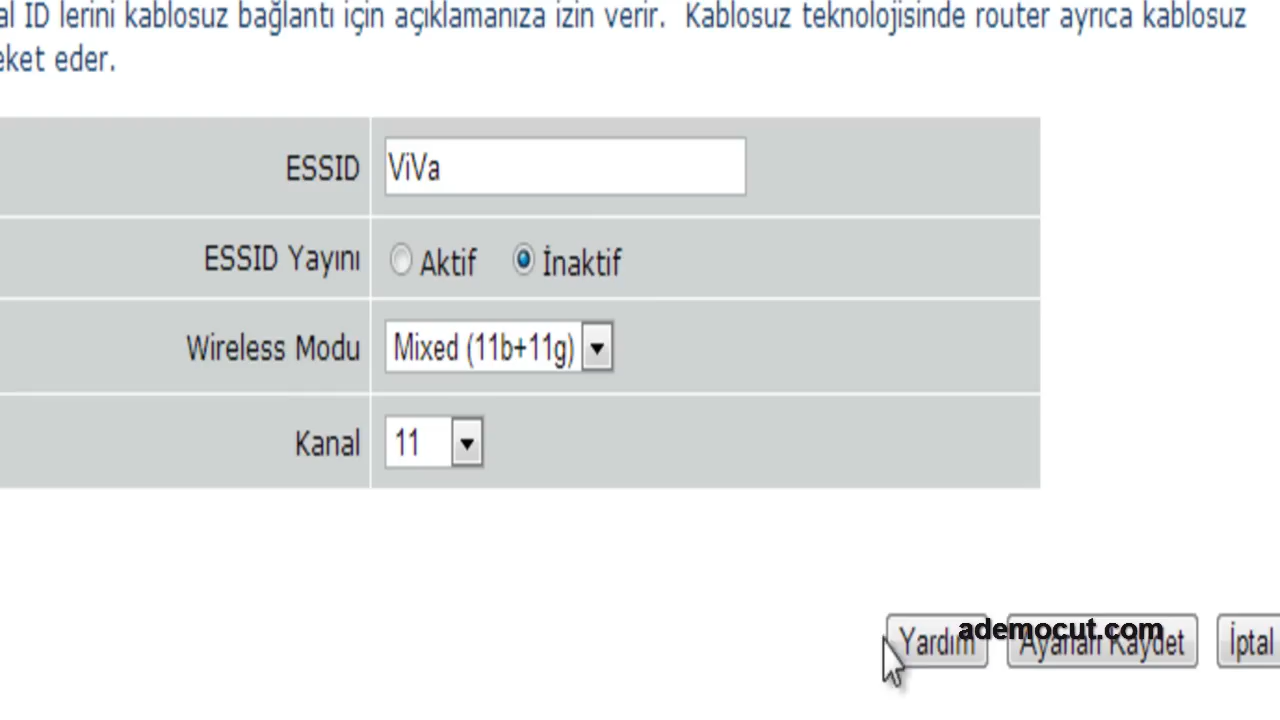 al ID lerini kablosuz bağlantı için açıklamanıza izin verir. Kablosuz teknolojisinde router ayrıca kablosuz
eket eder.
ESSID ViVa
ESSID Yayını Aktif İnaktif
Wireless Modu Mixed (11b+11g)
Kanal 11
ademocut.com
Yardım Ayarları Kaydet İptal